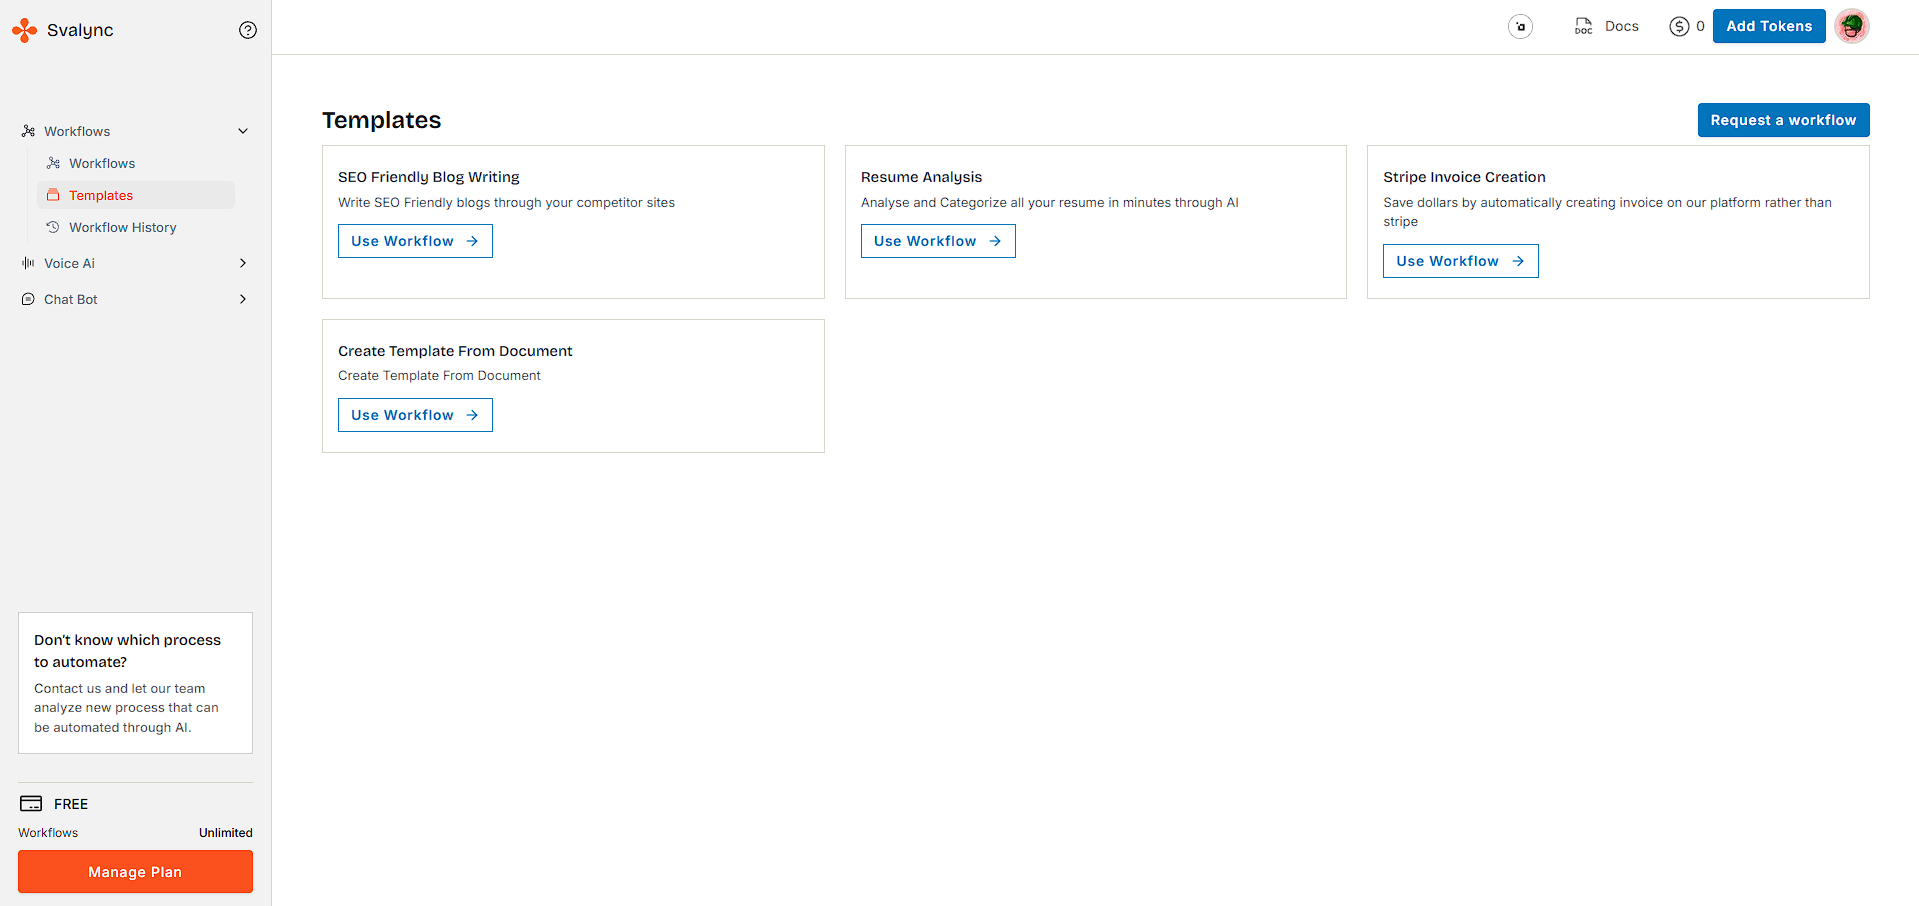 Svalync
Docs
0
Add Tokens
Workflows
Workflows
Templates
Workflow History
Voice Ai
Chat Bot
Don't know which process
to automate?
Contact us and let our team
analyze new process that can
be automated through AI.
FREE
Workflows Unlimited
Manage Plan
Templates
Request a workflow
SEO Friendly Blog Writing
Write SEO Friendly blogs through your competitor sites
Use Workflow
Resume Analysis
Analyse and Categorize all your resume in minutes through AI
Use Workflow
Stripe Invoice Creation
Save dollars by automatically creating invoice on our platform rather than
stripe
Use Workflow
Create Template From Document
Create Template From Document
Use Workflow